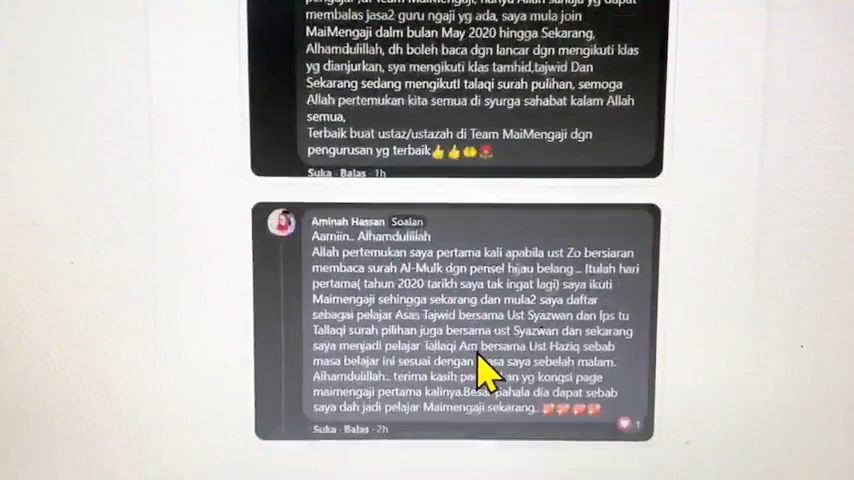 membalas jasa2 guru ngaji yg ada, saya mula join
MaiMengaji dalm bulan May 2020 hingga Sekarang,
Alhamdulillah, dh boleh baca dgn lancar dgn mengikuti klas
yg dianjurkan, sya mengikuti klas tamhid,tajwid Dan
Sekarang sedang mengikutI talaqi surah pulihan, semoga
Allah pertemukan kita semua di syurga sahabat kalam Allah
semua,
Terbaik buat ustaz/ustazah di Team MaiMengaji dgn
pengurusan yg terbaik👍👍🤲🌹
Suka · Balas · 1h
Aminah Hassan Soalan
Aamiin.. Alhamdulillah
Allah pertemukan saya pertama kali apabila ust Zo bersiaran
membaca surah Al-Mulk dgn pensel hijau belang .. Itulah hari
pertama( tahun 2020 tarikh saya tak ingat lagi) saya ikuti
Maimengaji sehingga sekarang dan mula2 saya daftar
sebagai pelajar Asas Tajwid bersama Ust Syazwan dan lps tu
Tallaqi surah pilihan juga bersama ust Syazwan dan sekarang
saya menjadi pelajar Tallaqi Am bersama Ust Haziq sebab
masa belajar ini sesuai dengan masa saya sebelah malam.
Alhamdulillah.. terima kasih yg kongsi page
maimengaji pertama kalinya.Besar pahala dia dapat sebab
saya dah jadi pelajar Maimengaji sekarang.
Suka · Balas · 2h
1